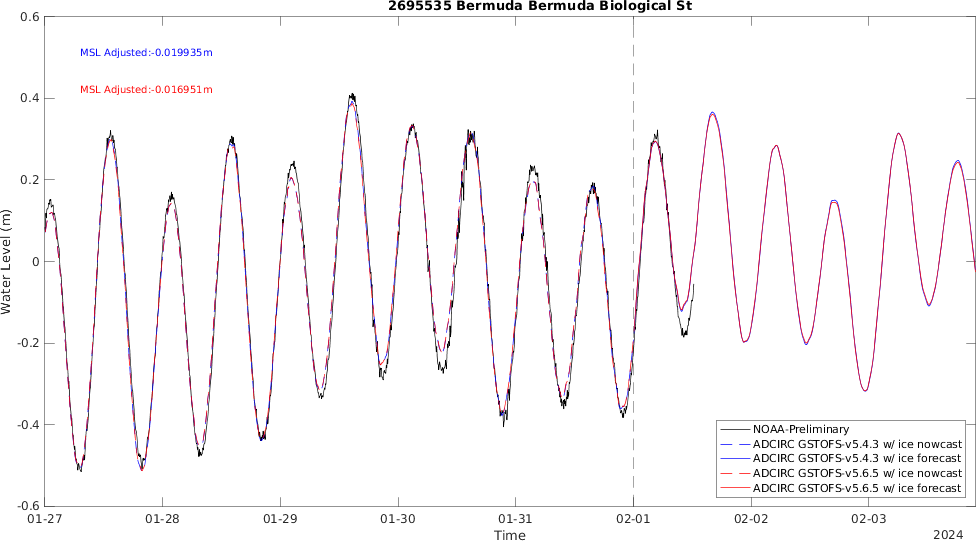 2695535 Bermuda Bermuda Biological St
0.6
MSL Adjusted:-0.019935m
MSL Adjusted:-0.016951m
0.4
0.2
0
-0.2
-0.4
-0.6
Water Level (m)
NOAA-Preliminary
ADCIRC GSTOFS-v5.4.3 w/ ice nowcast
ADCIRC GSTOFS-v5.4.3 w/ ice forecast
ADCIRC GSTOFS-v5.6.5 w/ ice nowcast
ADCIRC GSTOFS-v5.6.5 w/ ice forecast
01-27 01-28 01-29 01-30 01-31 02-01 02-02 02-03
Time
2024